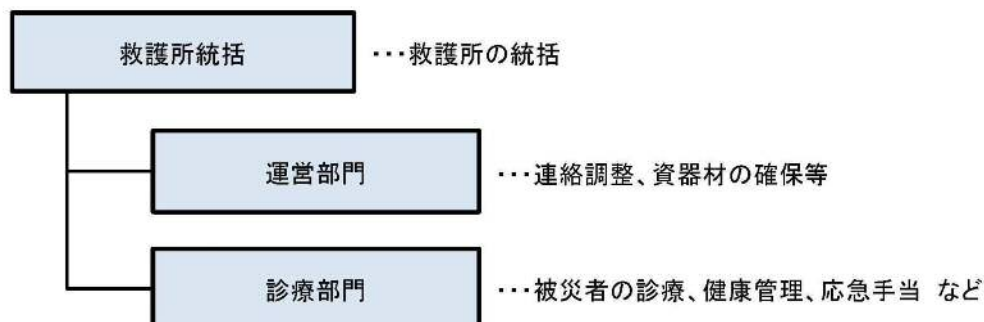 救護所統括 ･･･救護所の統括
運営部門 ･･･連絡調整、資器材の確保等
診療部門 ･･･被災者の診療、健康管理、応急手当 など